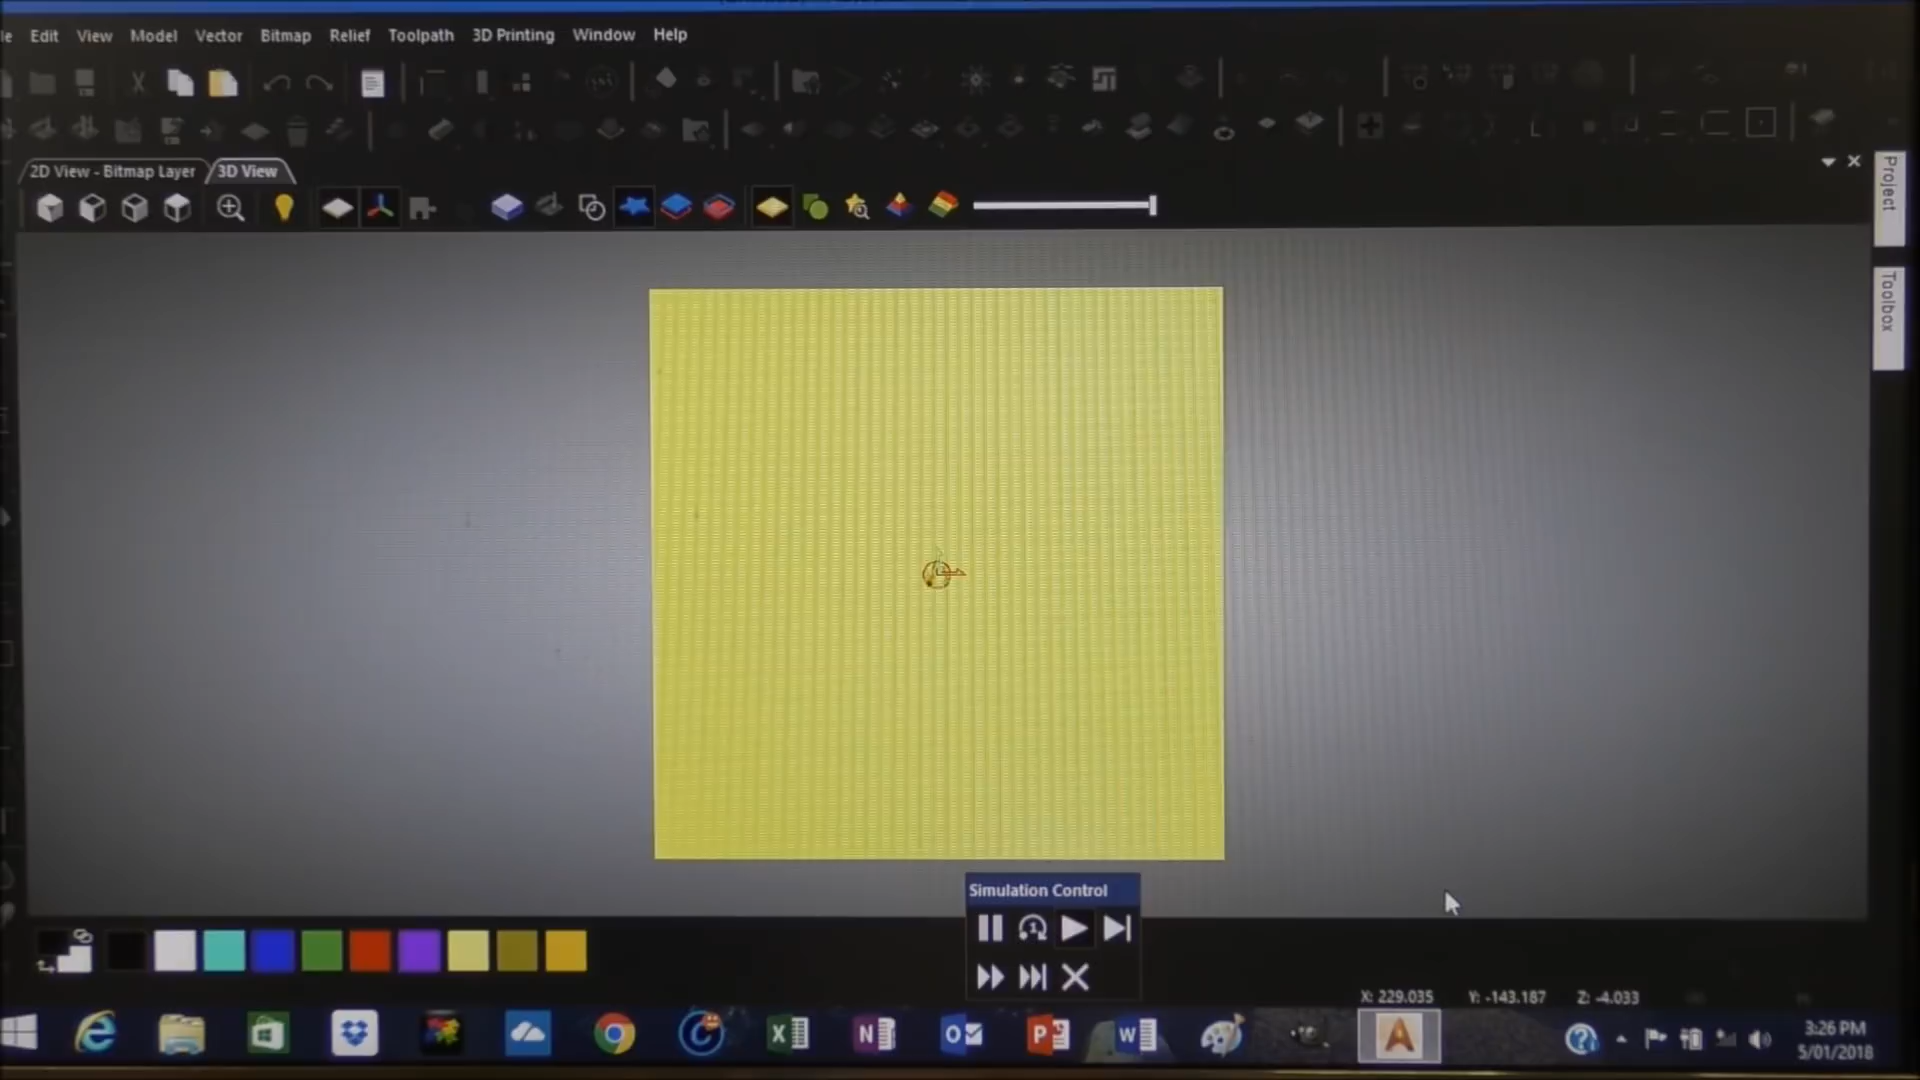 Edit View Model Vector Bitmap Relief Toolpath 3D Printing Window Help
2D View - Bitmap Layer 3D View
Project
Toolbox
Simulation Control
X: 229.035 Y: -143.187 Z: -4.033
3:26 PM
5/01/2018